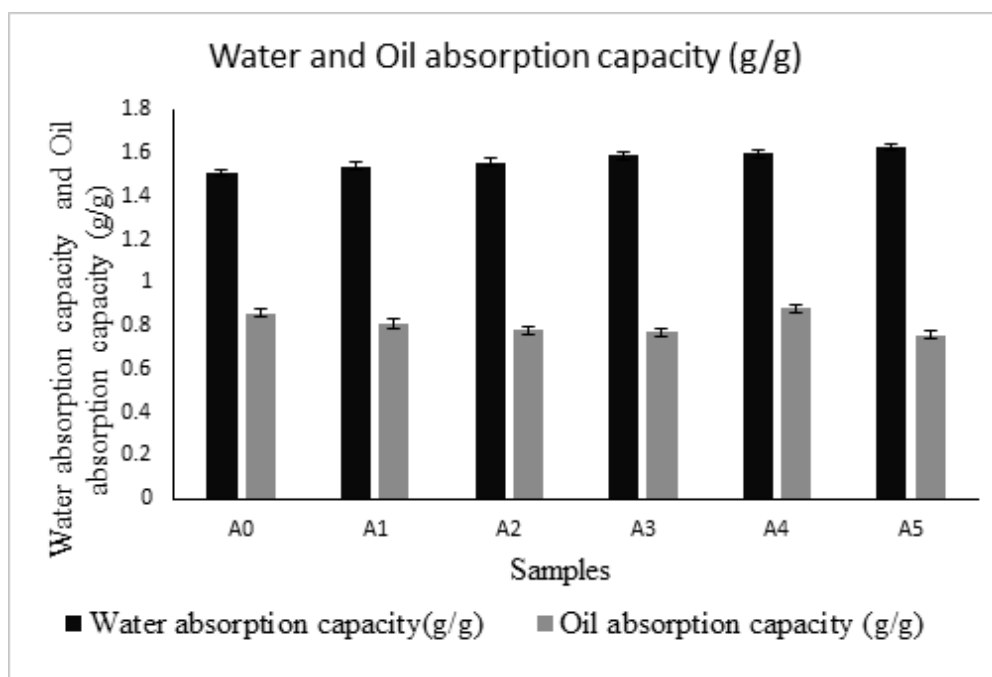 Water and Oil absorption capacity (g/g)
Water absorption capacity and Oil
absorption capacity (g/g)
1.8
1.6
1.4
1.2
1
0.8
0.6
0.4
0.2
0
A0 A1 A2 A3 A4 A5
Samples
Water absorption capacity(g/g) Oil absorption capacity (g/g)